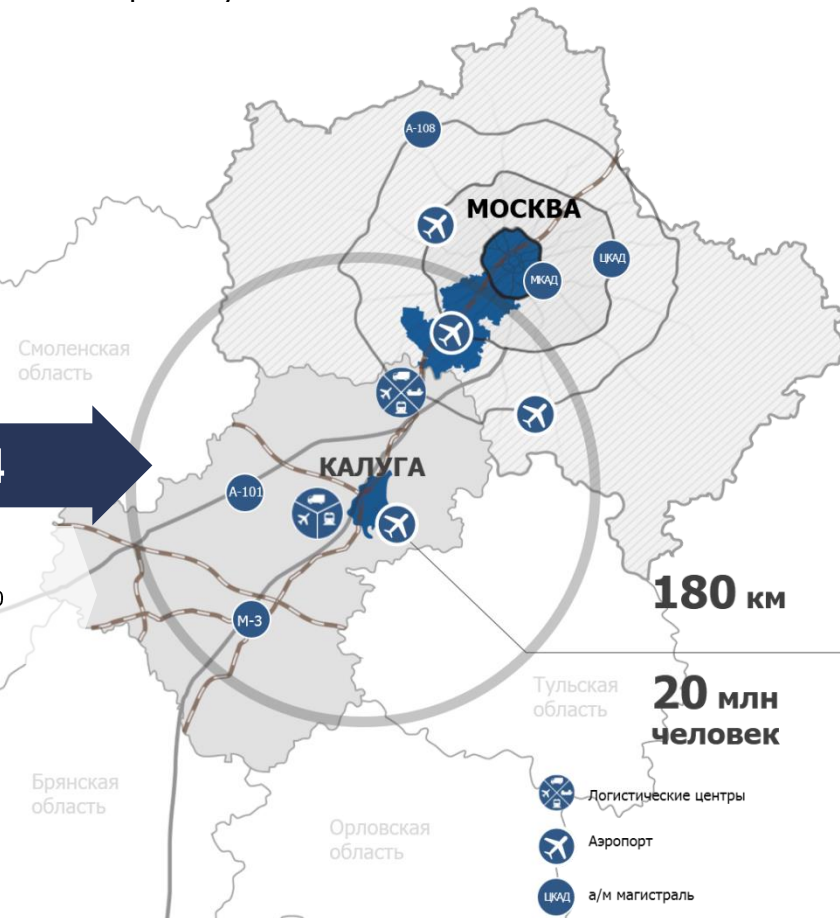 А-108
МОСКВА
ЦКАД
МКАД
Смоленская
область
КАЛУГА
А-101
180 км
М-3
Тульская
область
20 млн
человек
Брянская
область
Логистические центры
Орловская
область
Аэропорт
ЦКАД
а/м магистраль